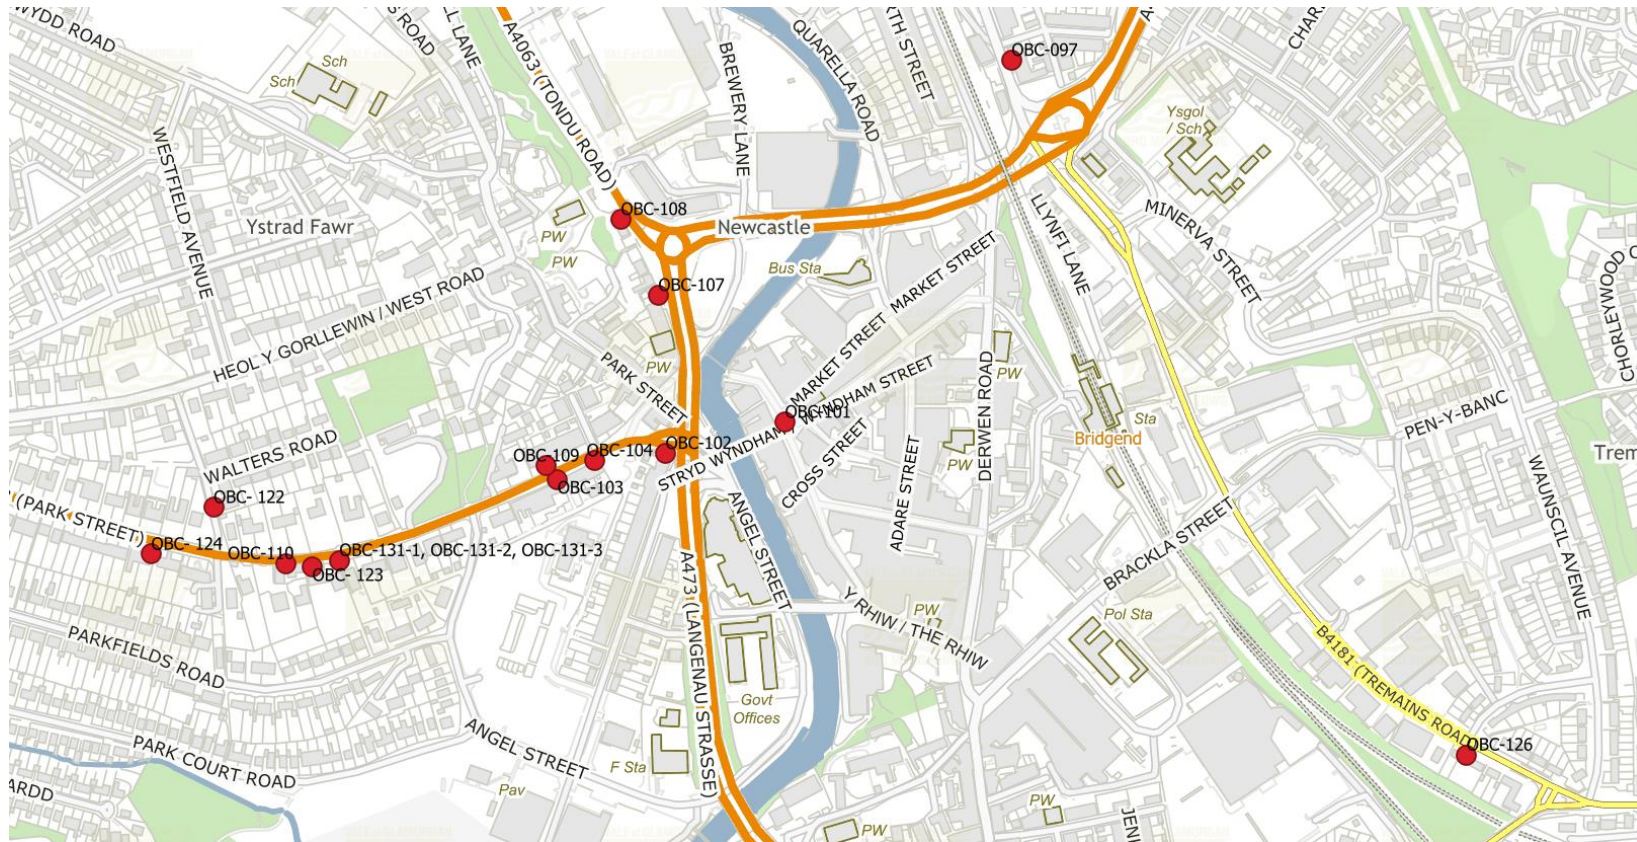 WYDD ROAD
S ROAD
LL LANE
A4063 (TONDU ROAD)
BREWERY LANE
QUARELLA ROAD
RTH STREET
OBC-097
CHAR
Sch
Sch
Ysgol
/ Sch
WESTFIELD AVENUE
Ystrad Fawr
PW
PW
OBC-108
Newcastle
Bus Sta
MARKET STREET
LLYNFI LANE
MINERVA STREET
CHORLEYWOOD C
HEOL Y GORLLEWIN / WEST ROAD
OBC-107
PW
PARK STREET
MARKET STREET
OBC-101
STRYD WYNDHAM / WYNDHAM STREET
CROSS STREET
ADARE STREET
DERWEN ROAD
PW
PW
Sta
Bridgend
PEN-Y-BANC
Trem
WAUNSCIL AVENUE
WALTERS ROAD
OBC-109
OBC-104
OBC-102
OBC-103
OBC- 122
(PARK STREET)
OBC- 124
OBC-110
OBC-131-1, OBC-131-2, OBC-131-3
OBC- 123
ANGEL STREET
A473 (LANGENAU STRASSE)
BRACKLA STREET
Y RHIW / THE RHIW
PW
Pol Sta
B4181 (TREMAINS ROAD)
OBC-126
PARKFIELDS ROAD
Govt
Offices
PARK COURT ROAD
ANGEL STREET
F Sta
Pav
ARDD
PW
PW
JENI